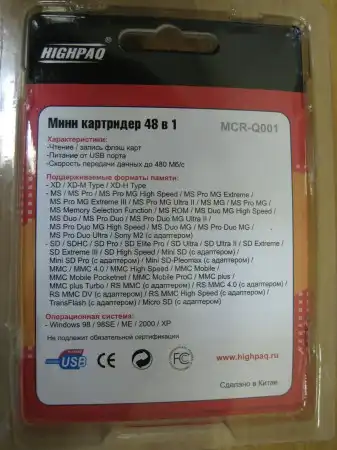 HIGHPAQ
Мини картридер 48 в 1
MCR-Q001
Характеристики:
-Чтение / запись флэш карт
-Питание от USB порта
-Скорость передачи данных до 480 Мб/с
Поддерживаемые форматы памяти:
- XD / XD-M Type / XD-H Type
- MS / MS Pro / MS Pro MG High Speed / MS Pro MG Extreme /
MS Pro MG Extreme III / MS Pro MG Ultra II / MS MG / MS Pro MG /
MS Memory Selection Function / MS ROM / MS Duo MG High Speed /
MS Duo / MS Pro Duo / MS Pro Duo MG Ultra II /
MS Pro Duo MG High Speed / MS Duo MG / MS Pro Duo MG /
MS Pro Duo Ultra / Sony M2 (с адаптером)
- SD / SDHC / SD Pro / SD Elite Pro / SD Ultra / SD Ultra II / SD Extreme /
SD Extreme III / SD High Speed / Mini SD (с адаптером) /
Mini SD Pro (с адаптером) / Mini SD-Pleomax (с адаптером) /
MMC / MMC 4.0 / MMC High Speed / MMC Mobile /
MMC Mobile Pocketnet / MMC Mobile ProC / MMC plus /
MMC plus Turbo / RS MMC (с адаптером) / RS MMC 4.0 (с адаптером) /
RS MMC DV (с адаптером) / RS MMC High Speed (с адаптером) /
TransFlash (с адаптером) / Micro SD (с адаптером)
Операционная система:
- Windows 98 / 98SE / ME / 2000 / XP
Не подлежит обязательной сертификации
USB
CE
FC
www.highpaq.ru
Сделано в Китае